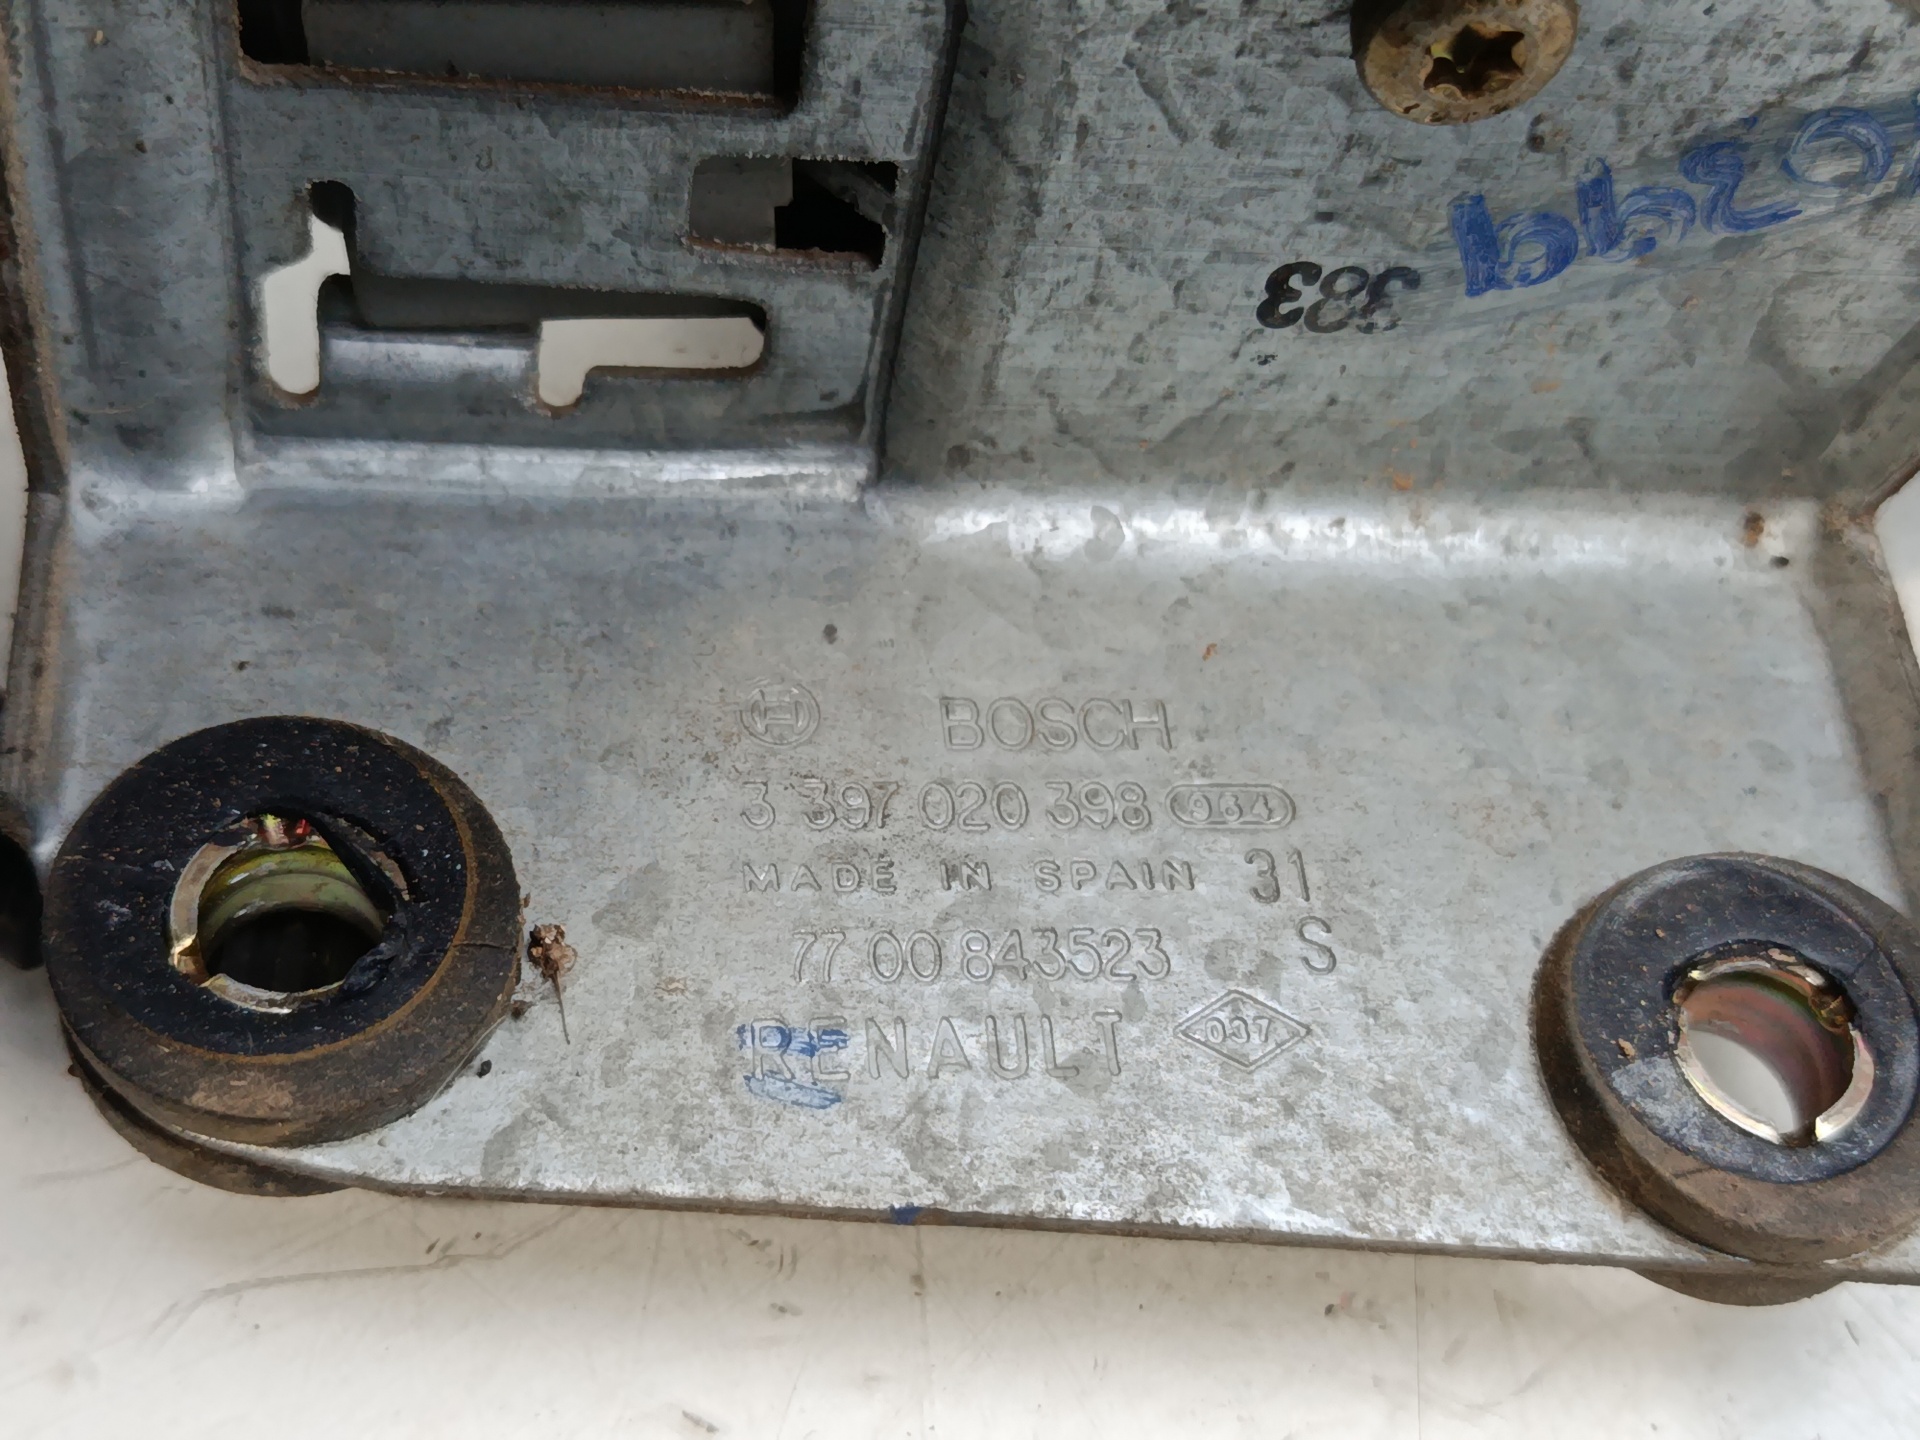 383
BOSCH
3 397 020 398 964
MADE IN SPAIN 31
77 00 843523 S
RENAULT 037